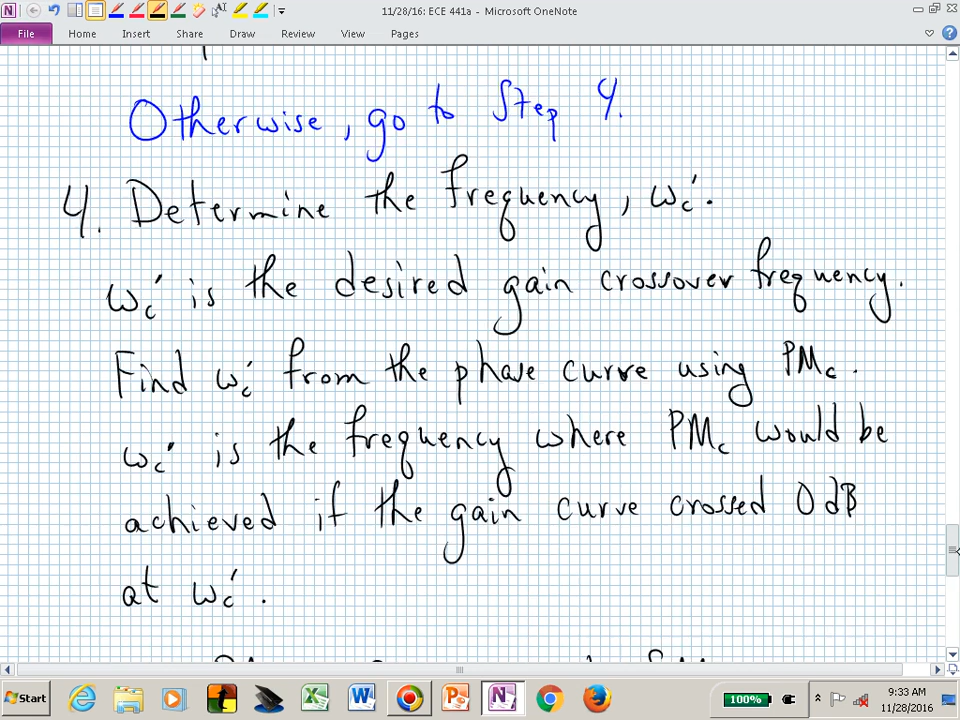 11/28/16: ECE 441a - Microsoft OneNote
File Home Insert Share Draw Review View Pages
Otherwise, go to Step 4.
4. Determine the frequency, ωc'.
ωc' is the desired gain crossover frequency.
Find ωc' from the phase curve using PMc.
ωc' is the frequency where PMc would be
achieved if the gain curve crossed 0 dB
at ωc'.
Start
100%
9:33 AM
11/28/2016